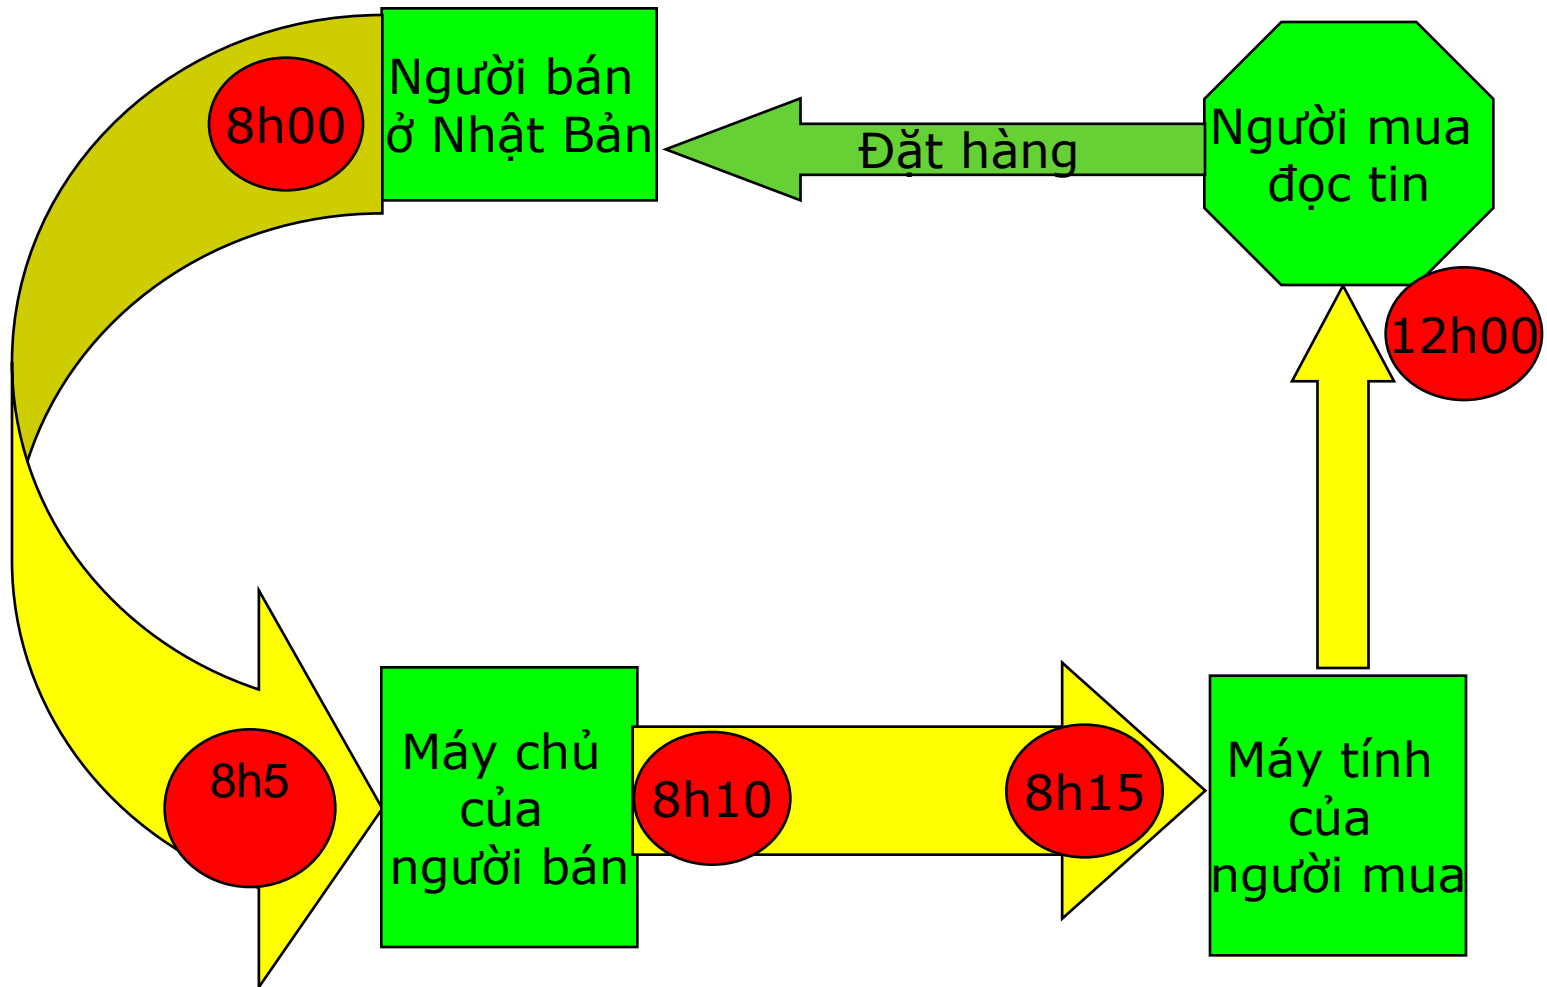 Người bán
ở Nhật Bản
8h00
Đặt hàng
Người mua
đọc tin
12h00
8h5
Máy chủ
của
người bán
8h10
8h15
Máy tính
của
người mua